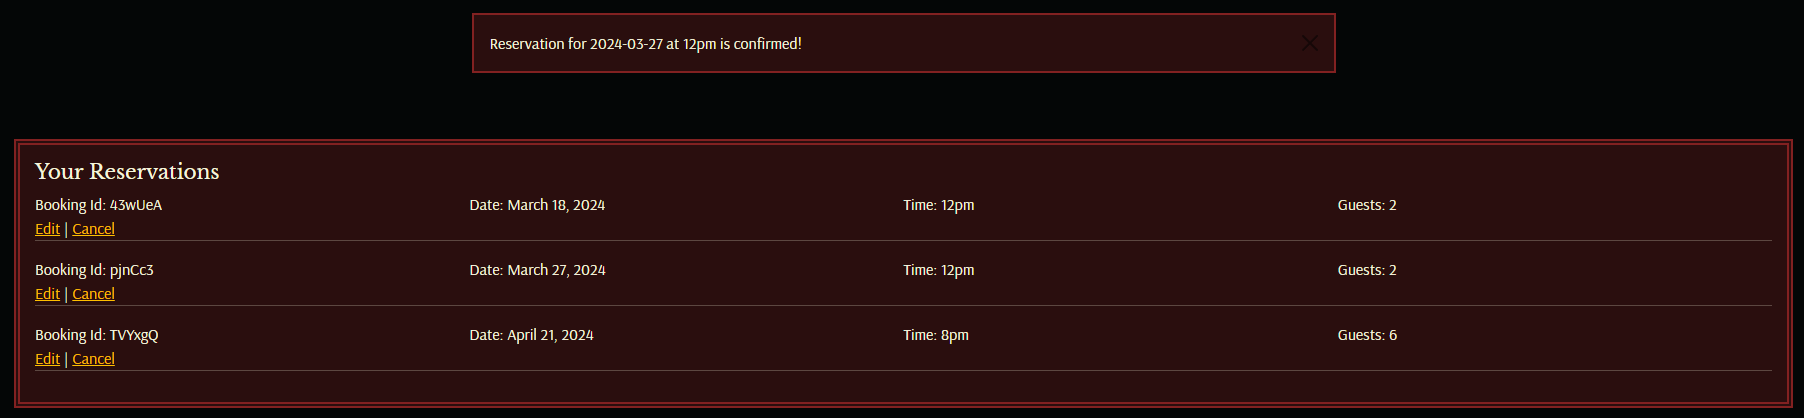 Reservation for 2024-03-27 at 12pm is confirmed!
Your Reservations
Booking Id: 43wUeA Date: March 18, 2024 Time: 12pm Guests: 2
Edit | Cancel
Booking Id: pjnCc3 Date: March 27, 2024 Time: 12pm Guests: 2
Edit | Cancel
Booking Id: TVYxgQ Date: April 21, 2024 Time: 8pm Guests: 6
Edit | Cancel